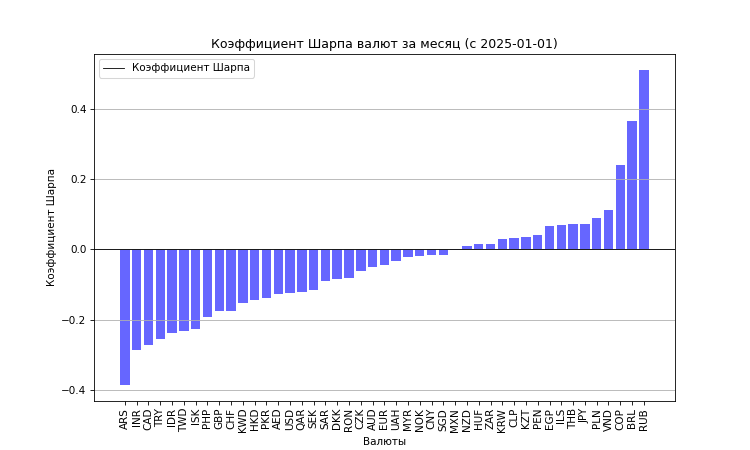 Коэффициент Шарпа валют за месяц (с 2025-01-01)
Коэффициент Шарпа
0.4
0.2
0.0
−0.2
−0.4
Коэффициент Шарпа
ARS INR CAD TRY IDR TWD ISK PHP GBP CHF KWD HKD PKR AED USD QAR SEK SAR DKK RON CZK AUD EUR UAH MYR NOK CNY SGD MXN NZD HUF ZAR KRW CLP KZT PEN EGP ILS THB JPY PLN VND COP BRL RUB
Валюты